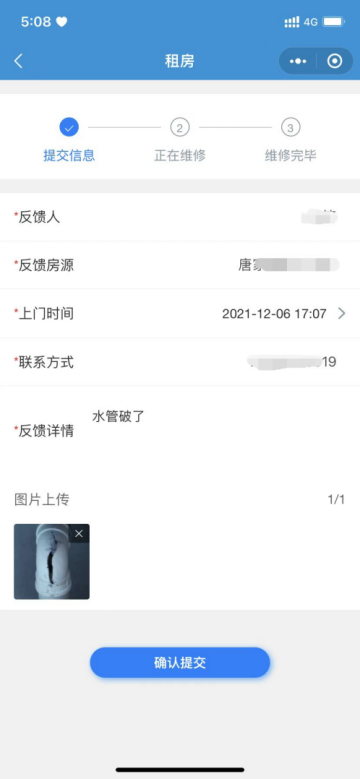 5:08
4G
租房
2
3
提交信息
正在维修
维修完毕
*反馈人
*反馈房源
唐
*上门时间
2021-12-06 17:07
*联系方式
19
*反馈详情
水管破了
图片上传
1/1
确认提交